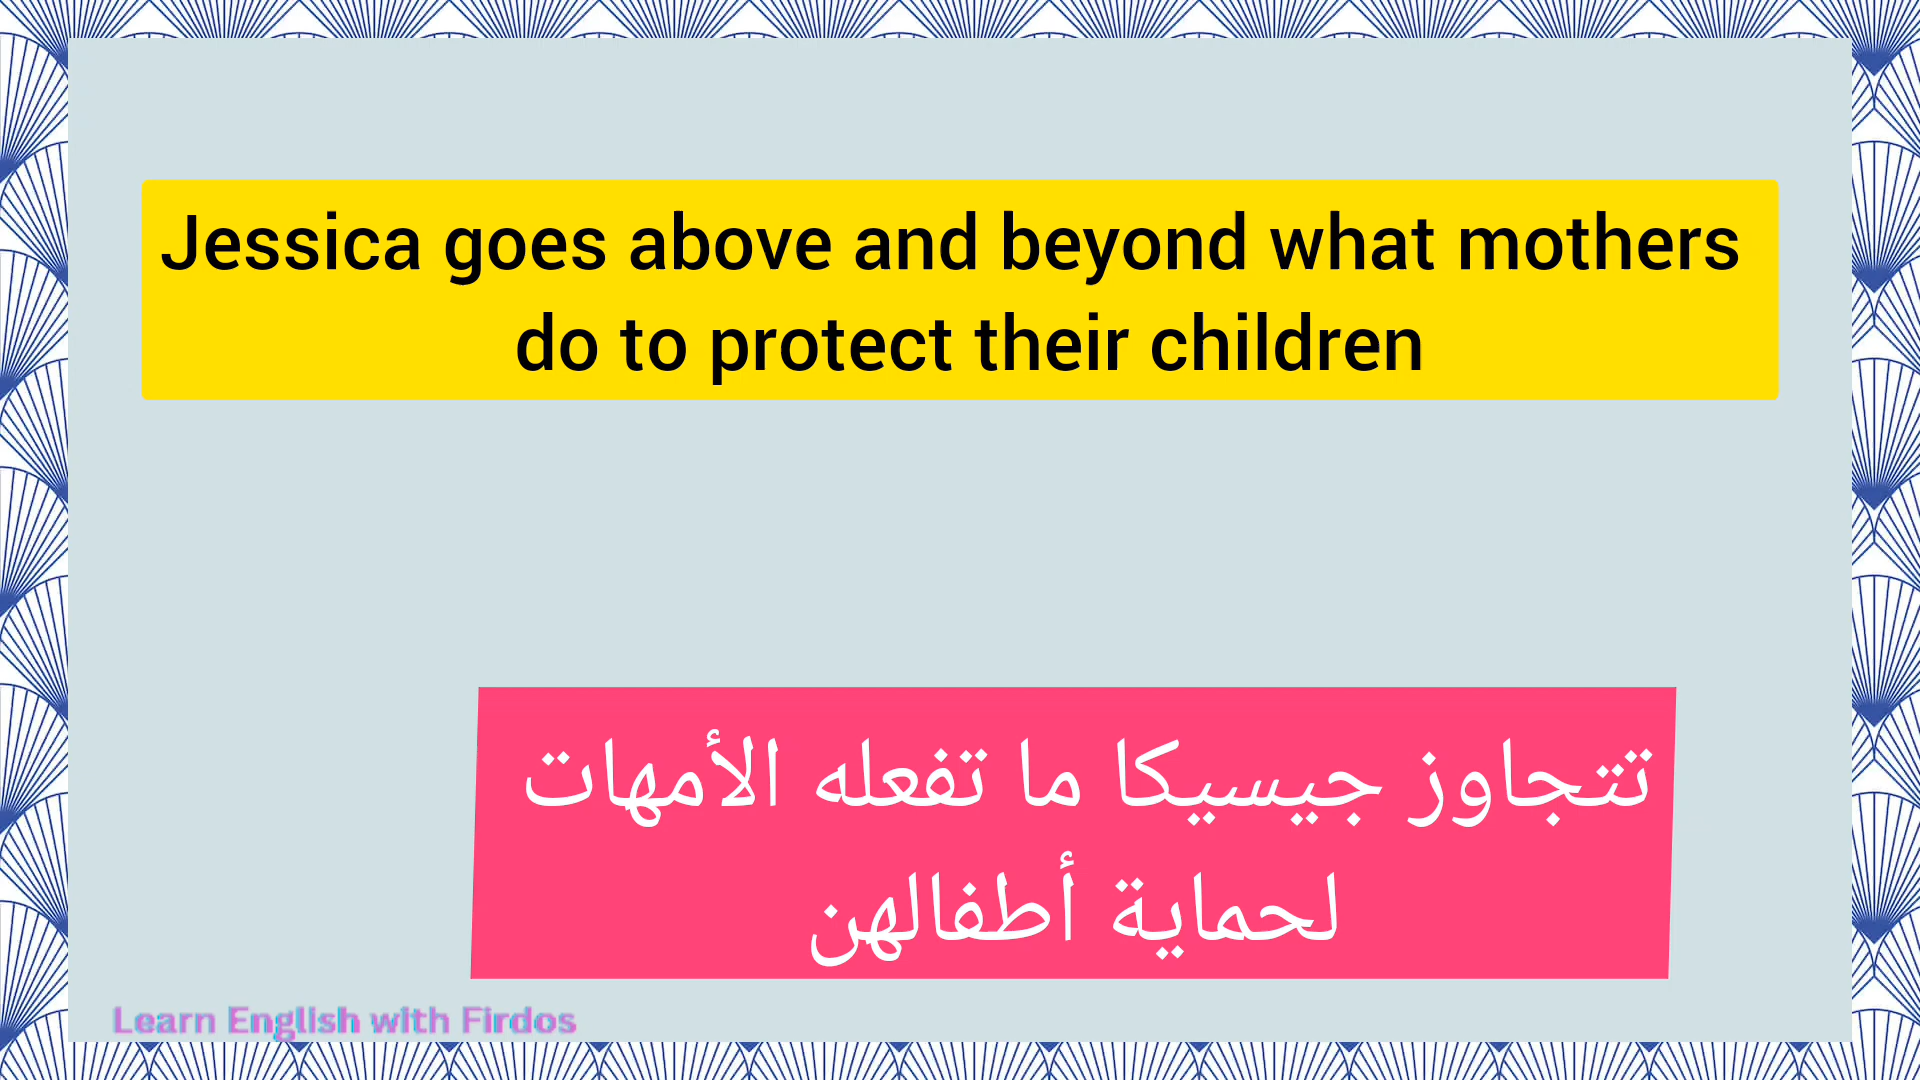 Jessica goes above and beyond what mothers
do to protect their children
تتجاوز جيسيكا ما تفعله الأمهات
لحماية أطفالهن
Learn English with Firdos